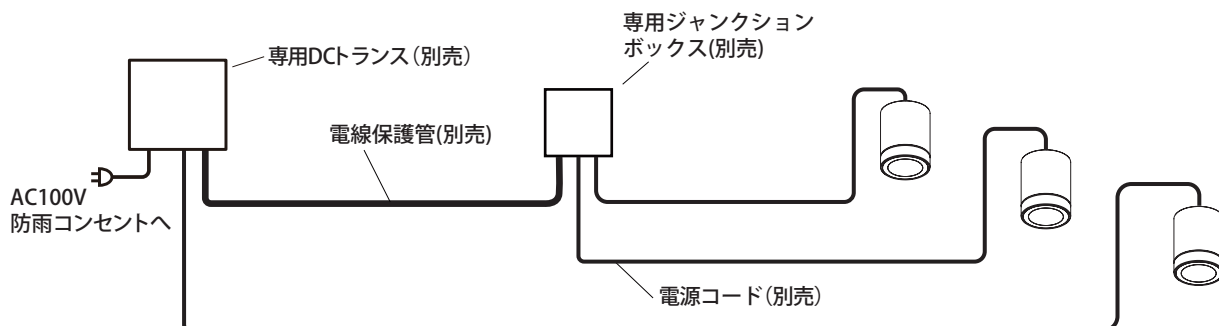 専用DCトランス（別売）
専用ジャンクション
ボックス(別売)
電線保護管(別売)
AC100V
防雨コンセントへ
電源コード（別売）